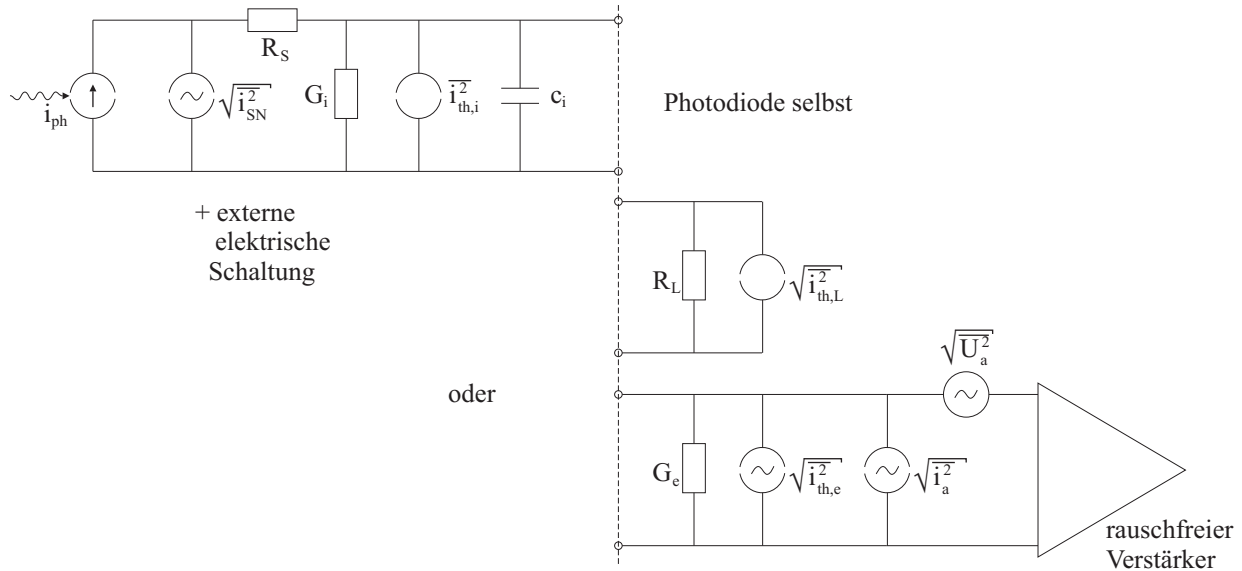 R_S
i_ph
√i²_SN
G_i
i²_th,i
c_i
Photodiode selbst
+ externe
elektrische
Schaltung
R_L
√i²_th,L
oder
√U²_a
G_e
√i²_th,e
√i²_a
rauschfreier
Verstärker